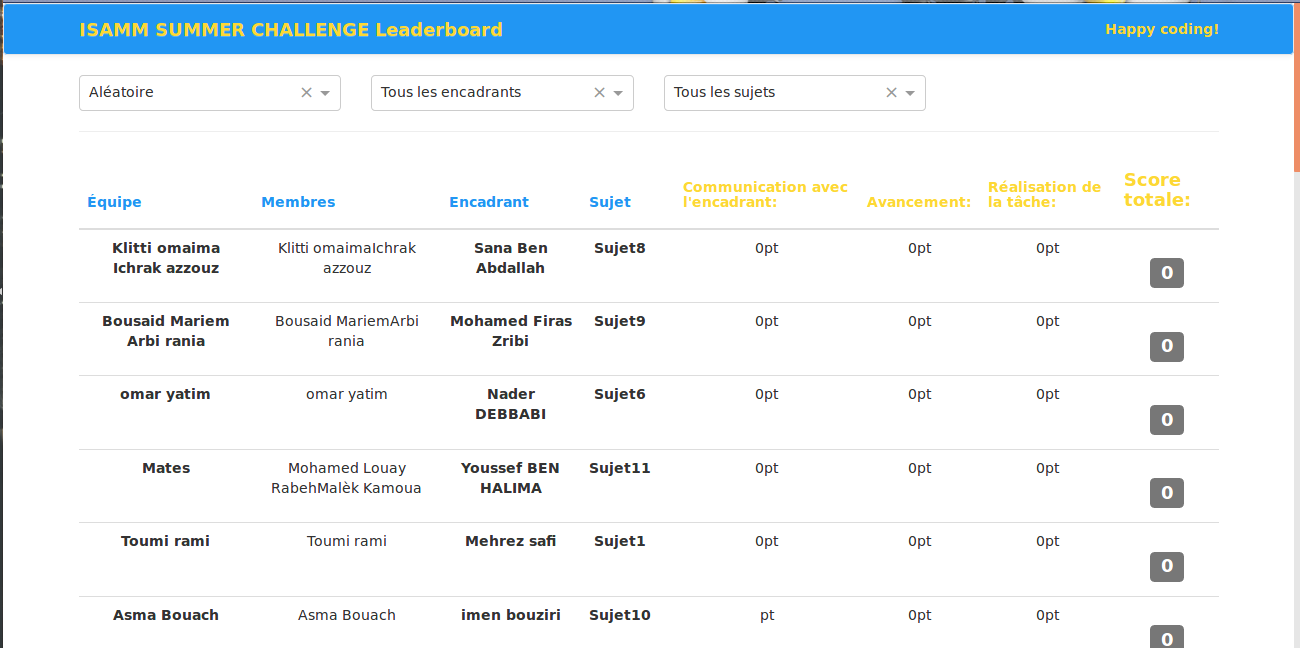 ISAMM SUMMER CHALLENGE Leaderboard Happy coding!
Aléatoire Tous les encadrants Tous les sujets
Communication avec Réalisation de Score
Équipe Membres Encadrant Sujet l'encadrant: Avancement: la tâche: totale:
Klitti omaima Klitti omaimaIchrak Sana Ben Sujet8 0pt 0pt 0pt
Ichrak azzouz azzouz Abdallah 0
Bousaid Mariem Bousaid MariemArbi Mohamed Firas Sujet9 0pt 0pt 0pt
Arbi rania rania Zribi 0
omar yatim omar yatim Nader Sujet6 0pt 0pt 0pt
DEBBABI 0
Mates Mohamed Louay Youssef BEN Sujet11 0pt 0pt 0pt
RabehMalèk Kamoua HALIMA 0
Toumi rami Toumi rami Mehrez safi Sujet1 0pt 0pt 0pt
0
Asma Bouach Asma Bouach imen bouziri Sujet10 pt 0pt 0pt
0